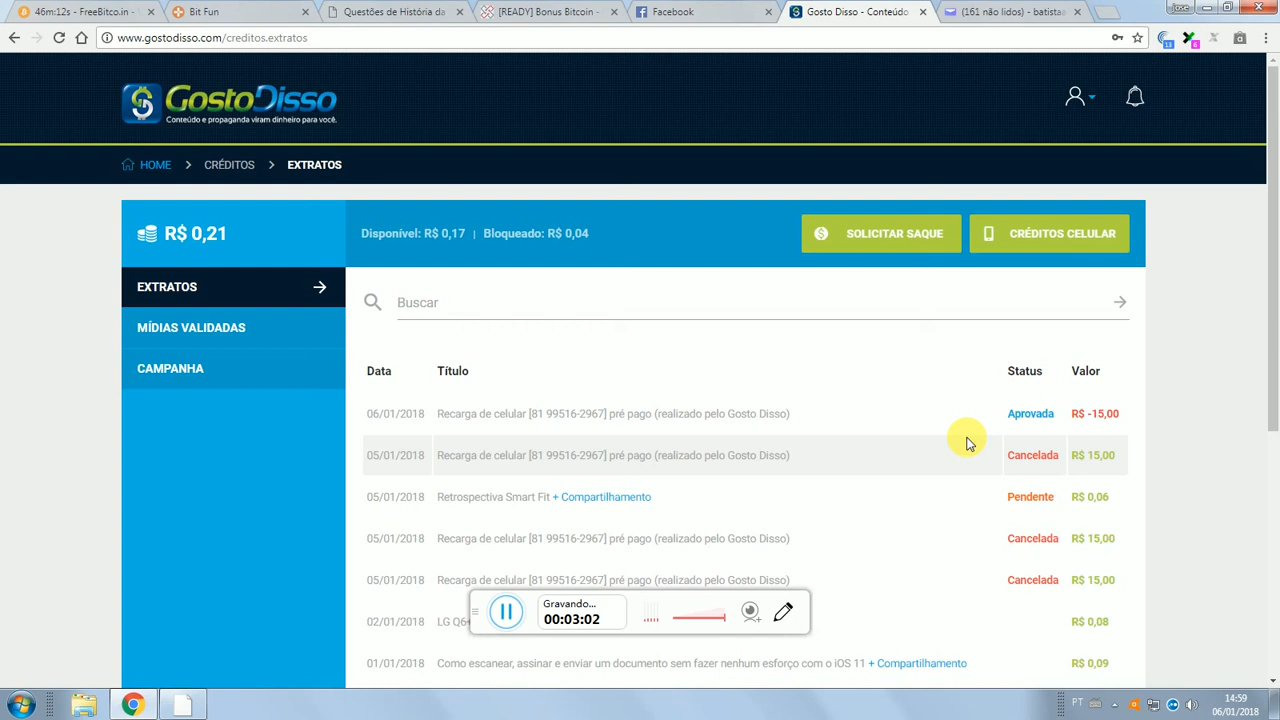 46m:12s - FreeBitco.in -
Bit Fun
Questões de História da
[READY] Bonus Bitcoin -
Facebook
Gosto Disso - Conteúdo
(161 não lidos) - batistaa
Jose
www.gostodisso.com/creditos.extratos
13
6
GostoDisso
Conteúdo e propaganda viram dinheiro para você.
HOME > CRÉDITOS > EXTRATOS
R$ 0,21
Disponível: R$ 0,17 | Bloqueado: R$ 0,04
SOLICITAR SAQUE
CRÉDITOS CELULAR
EXTRATOS
MÍDIAS VALIDADAS
CAMPANHA
Buscar
Data Título Status Valor
06/01/2018 Recarga de celular [81 99516-2967] pré pago (realizado pelo Gosto Disso) Aprovada R$ -15,00
05/01/2018 Recarga de celular [81 99516-2967] pré pago (realizado pelo Gosto Disso) Cancelada R$ 15,00
05/01/2018 Retrospectiva Smart Fit + Compartilhamento Pendente R$ 0,06
05/01/2018 Recarga de celular [81 99516-2967] pré pago (realizado pelo Gosto Disso) Cancelada R$ 15,00
05/01/2018 Recarga de celular [81 99516-2967] pré pago (realizado pelo Gosto Disso) Cancelada R$ 15,00
02/01/2018 LG Q6 R$ 0,08
01/01/2018 Como escanear, assinar e enviar um documento sem fazer nenhum esforço com o iOS 11 + Compartilhamento R$ 0,09
Gravando...
00:03:02
PT
14:59
06/01/2018